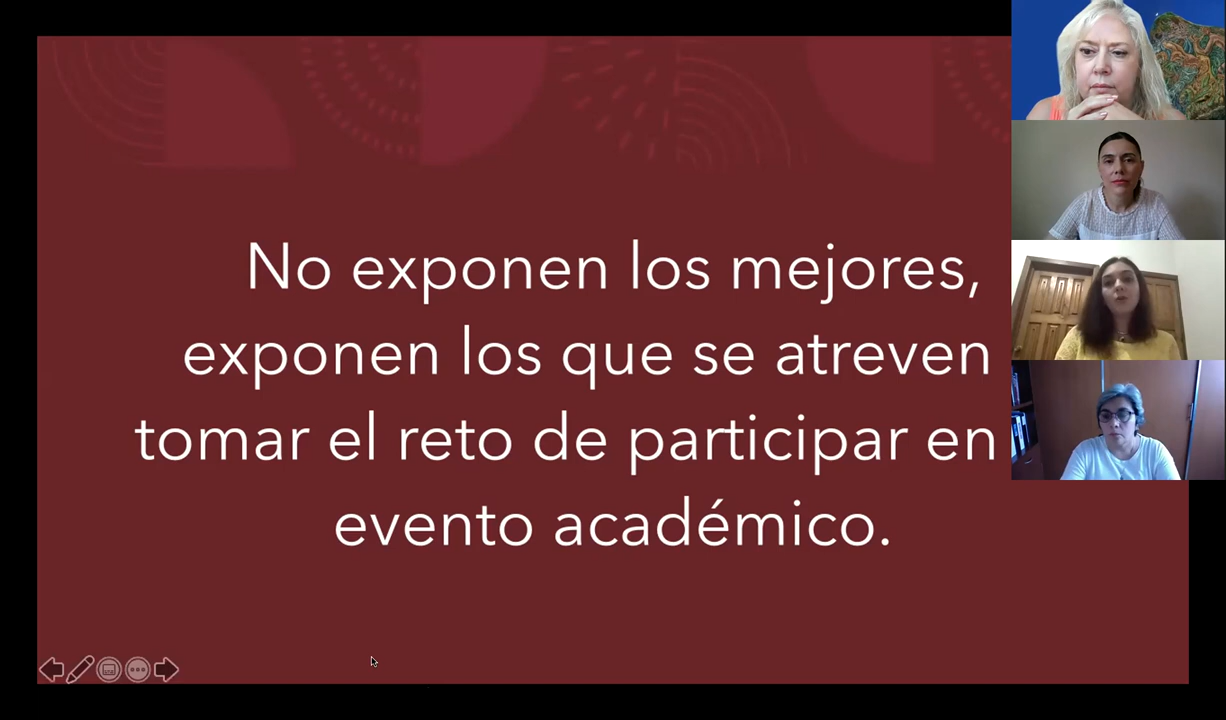 No exponen los mejores,
exponen los que se atreven
tomar el reto de participar en
evento académico.